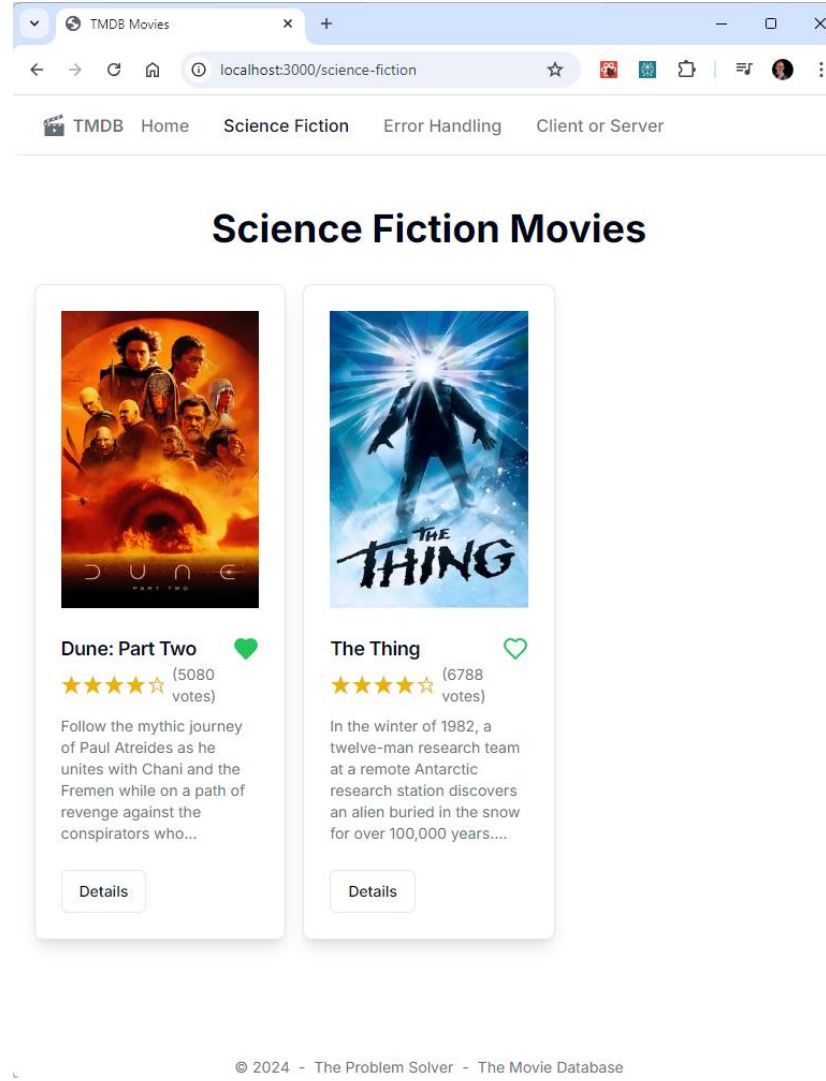 TMDB Movies
localhost:3000/science-fiction
TMDB Home Science Fiction Error Handling Client or Server
Science Fiction Movies
DUNE
PART TWO
THE
THING
Dune: Part Two
(5080
votes)
Follow the mythic journey
of Paul Atreides as he
unites with Chani and the
Fremen while on a path of
revenge against the
conspirators who...
Details
The Thing
(6788
votes)
In the winter of 1982, a
twelve-man research team
at a remote Antarctic
research station discovers
an alien buried in the snow
for over 100,000 years....
Details
© 2024 - The Problem Solver - The Movie Database